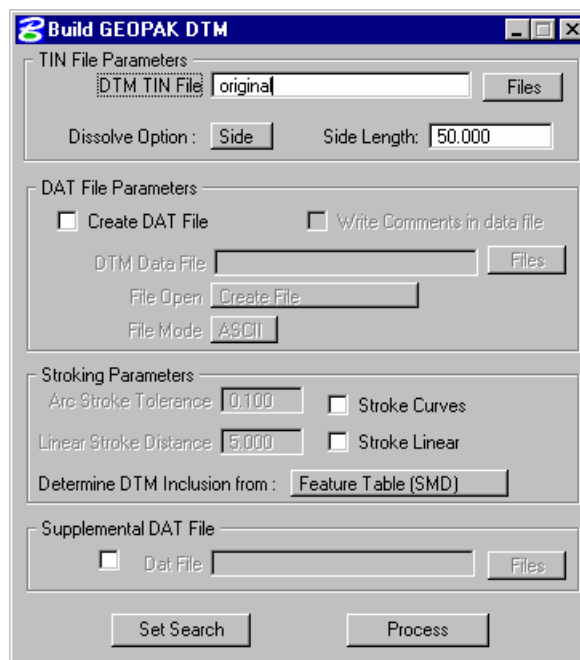 Build GEOPAK DTM
TIN File Parameters
DTM TIN File original Files
Dissolve Option : Side Side Length: 50.000
DAT File Parameters
Create DAT File Write Comments in data file
DTM Data File Files
File Open Create File
File Mode ASCII
Stroking Parameters
Arc Stroke Tolerance 0.100 Stroke Curves
Linear Stroke Distance 5.000 Stroke Linear
Determine DTM Inclusion from : Feature Table (SMD)
Supplemental DAT File
Dat File Files
Set Search Process